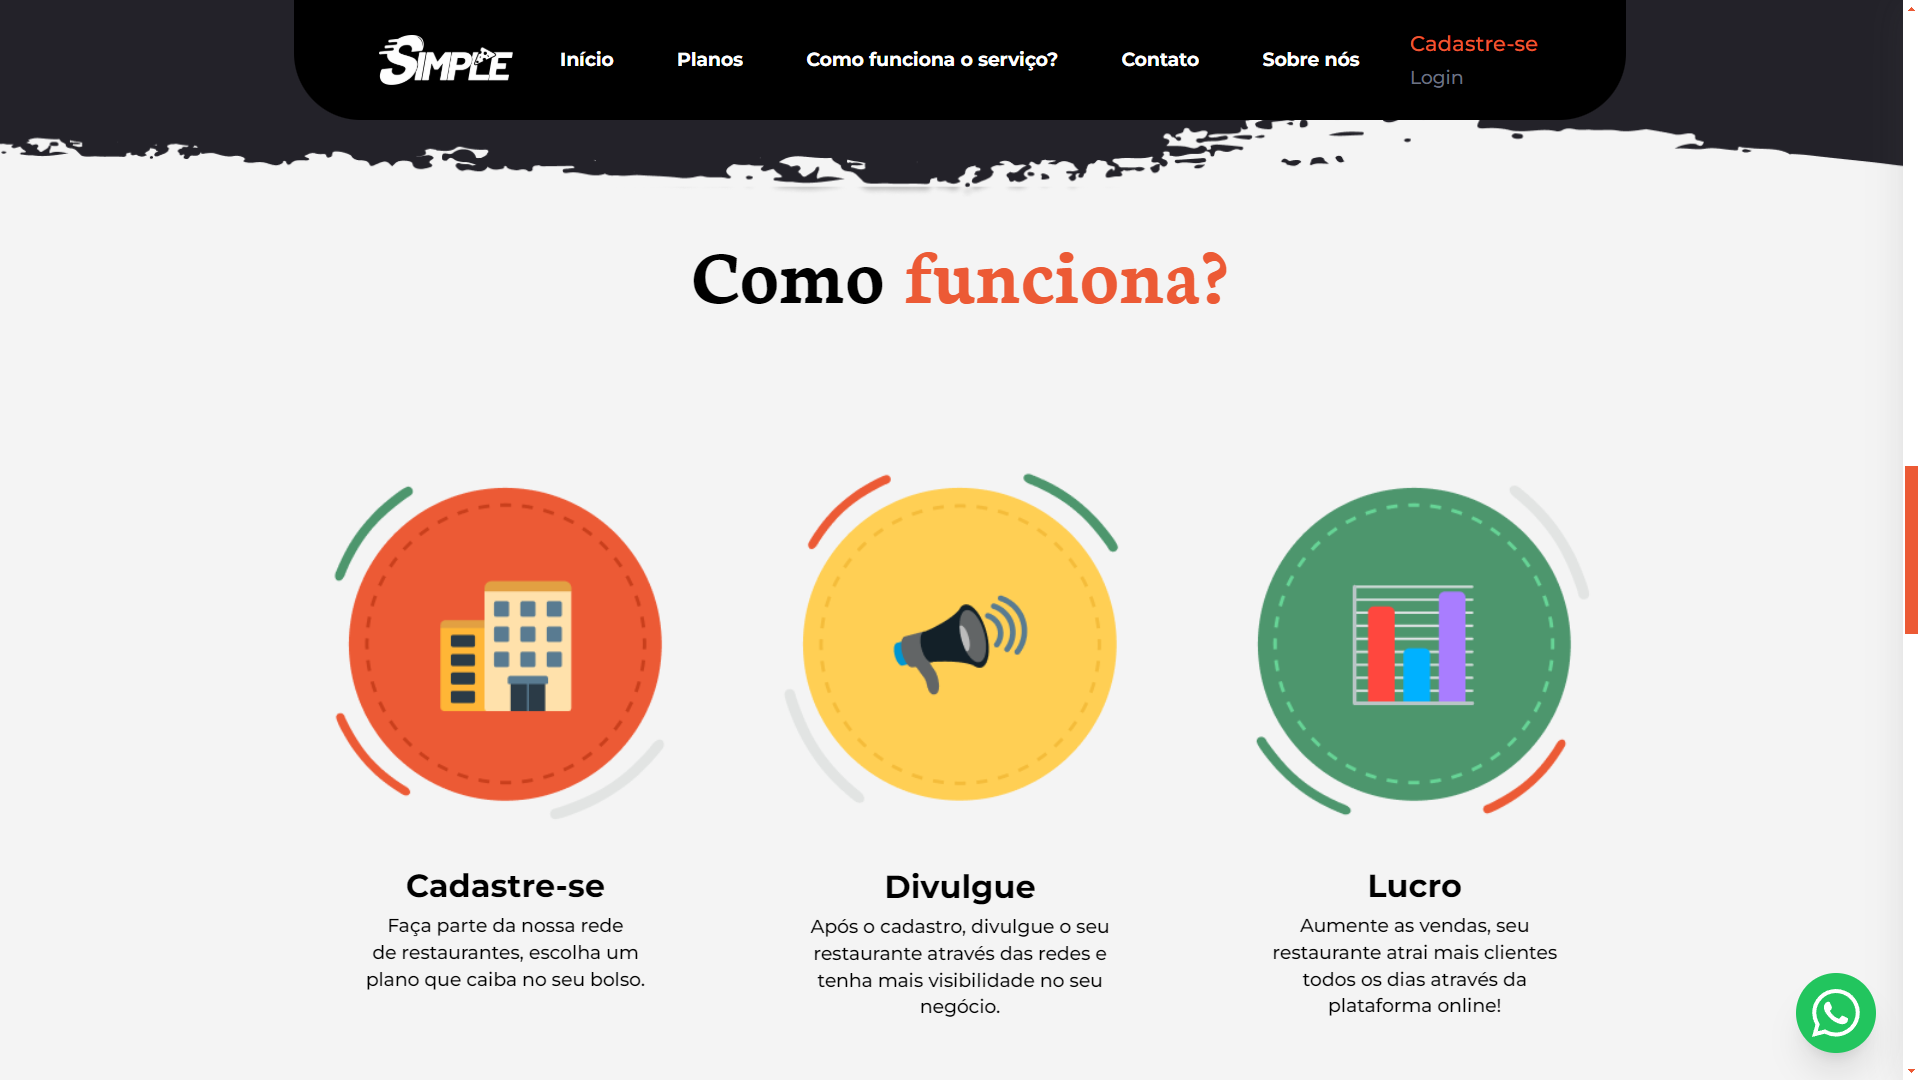 SIMPLE
Início
Planos
Como funciona o serviço?
Contato
Sobre nós
Cadastre-se
Login
Como funciona?
Cadastre-se
Faça parte da nossa rede
de restaurantes, escolha um
plano que caiba no seu bolso.
Divulgue
Após o cadastro, divulgue o seu
restaurante através das redes e
tenha mais visibilidade no seu
negócio.
Lucro
Aumente as vendas, seu
restaurante atrai mais clientes
todos os dias através da
plataforma online!